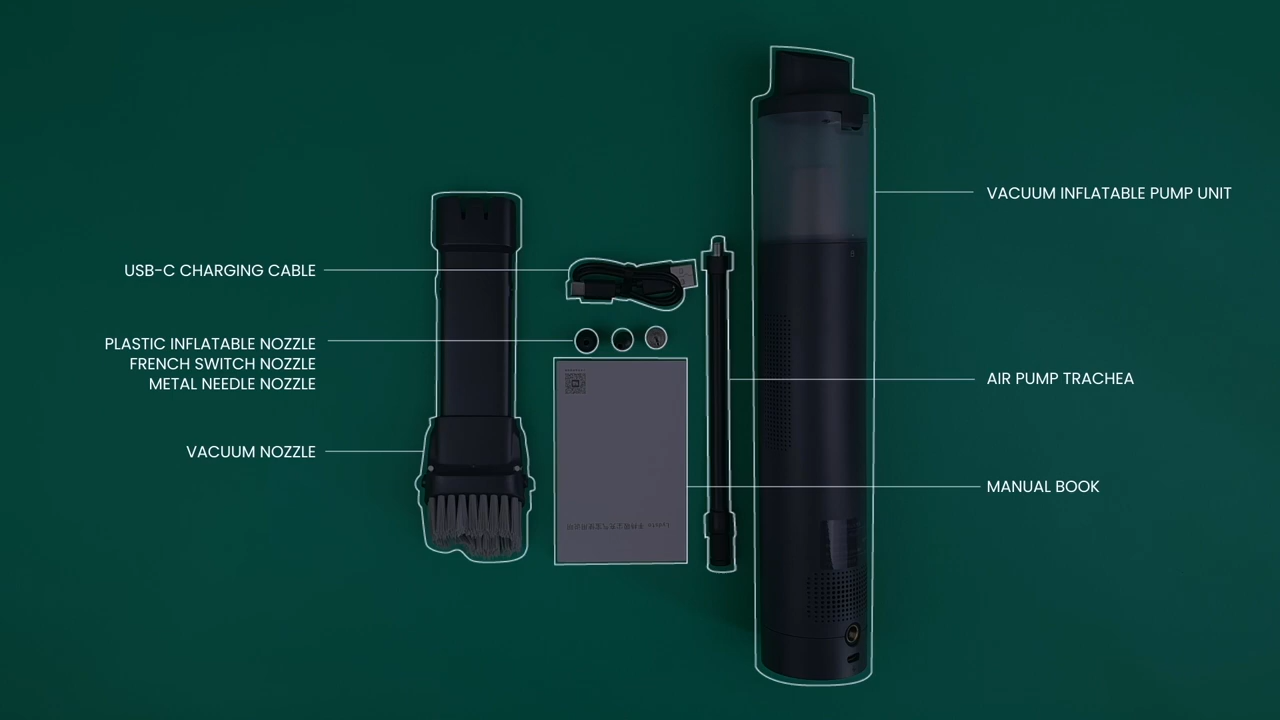 VACUUM INFLATABLE PUMP UNIT
USB-C CHARGING CABLE
PLASTIC INFLATABLE NOZZLE
FRENCH SWITCH NOZZLE
METAL NEEDLE NOZZLE
AIR PUMP TRACHEA
VACUUM NOZZLE
MANUAL BOOK